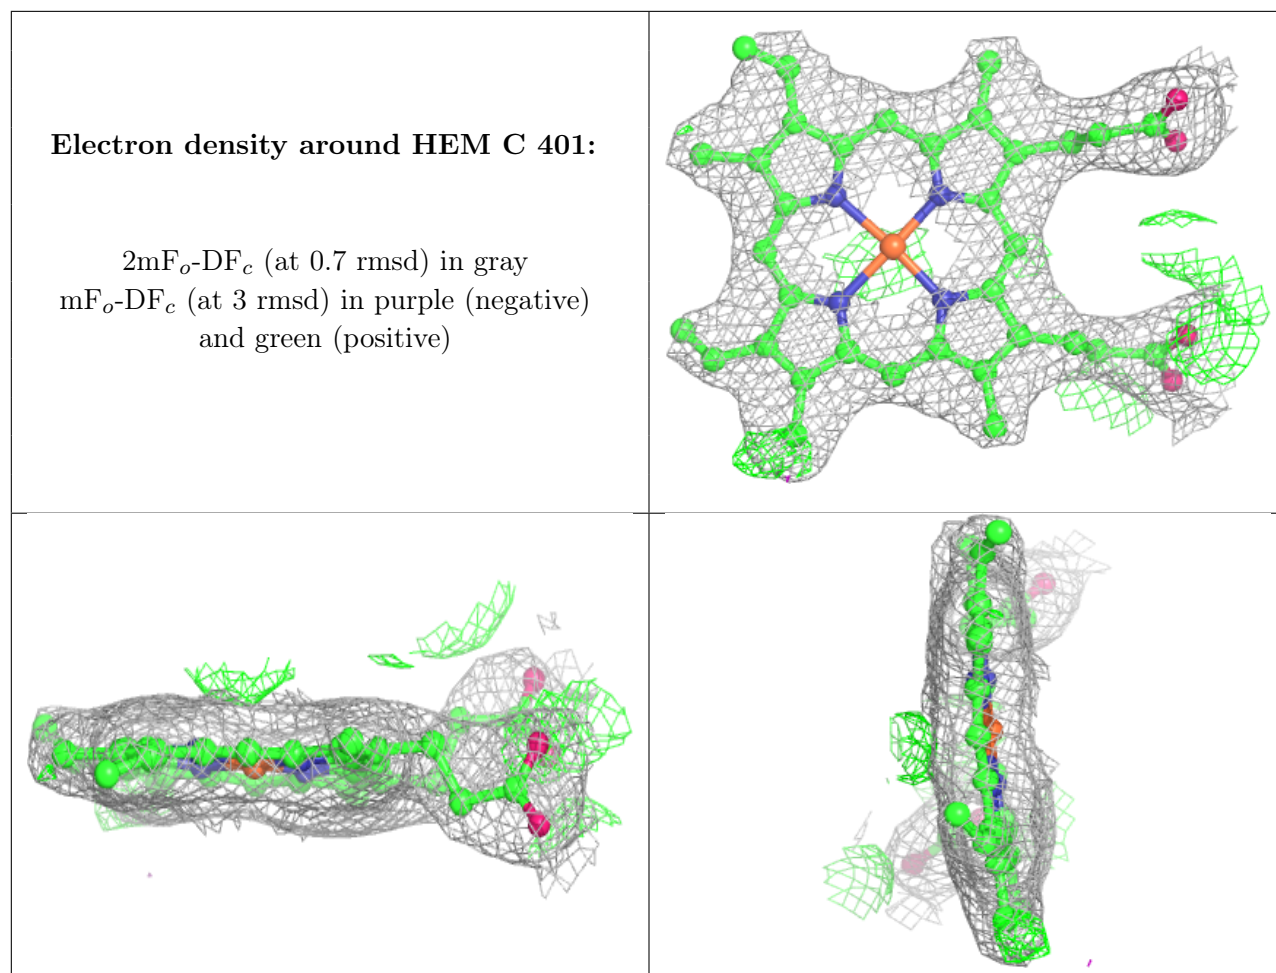 Electron density around HEM C 401:
2mFo-DFc (at 0.7 rmsd) in gray
mFo-DFc (at 3 rmsd) in purple (negative)
and green (positive)